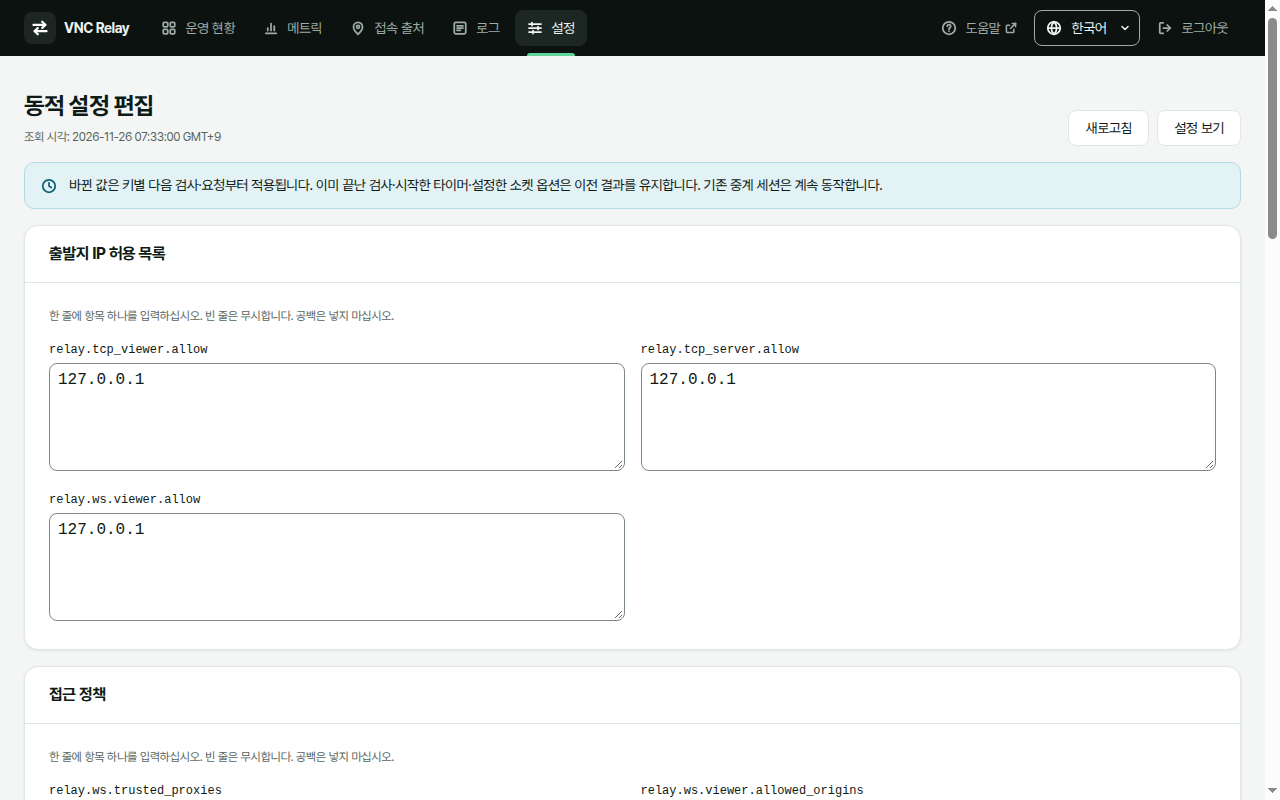 VNC Relay 운영 현황 메트릭 접속 출처 로그 설정 도움말 한국어 로그아웃
동적 설정 편집
조회 시각: 2026-11-26 07:33:00 GMT+9
새로고침 설정 보기
바뀐 값은 키별 다음 검사·요청부터 적용됩니다. 이미 끝난 검사·시작한 타이머·설정한 소켓 옵션은 이전 결과를 유지합니다. 기존 중계 세션은 계속 동작합니다.
출발지 IP 허용 목록
한 줄에 항목 하나를 입력하십시오. 빈 줄은 무시합니다. 공백은 넣지 마십시오.
relay.tcp_viewer.allow relay.tcp_server.allow
127.0.0.1 127.0.0.1
relay.ws.viewer.allow
127.0.0.1
접근 정책
한 줄에 항목 하나를 입력하십시오. 빈 줄은 무시합니다. 공백은 넣지 마십시오.
relay.ws.trusted_proxies relay.ws.viewer.allowed_origins